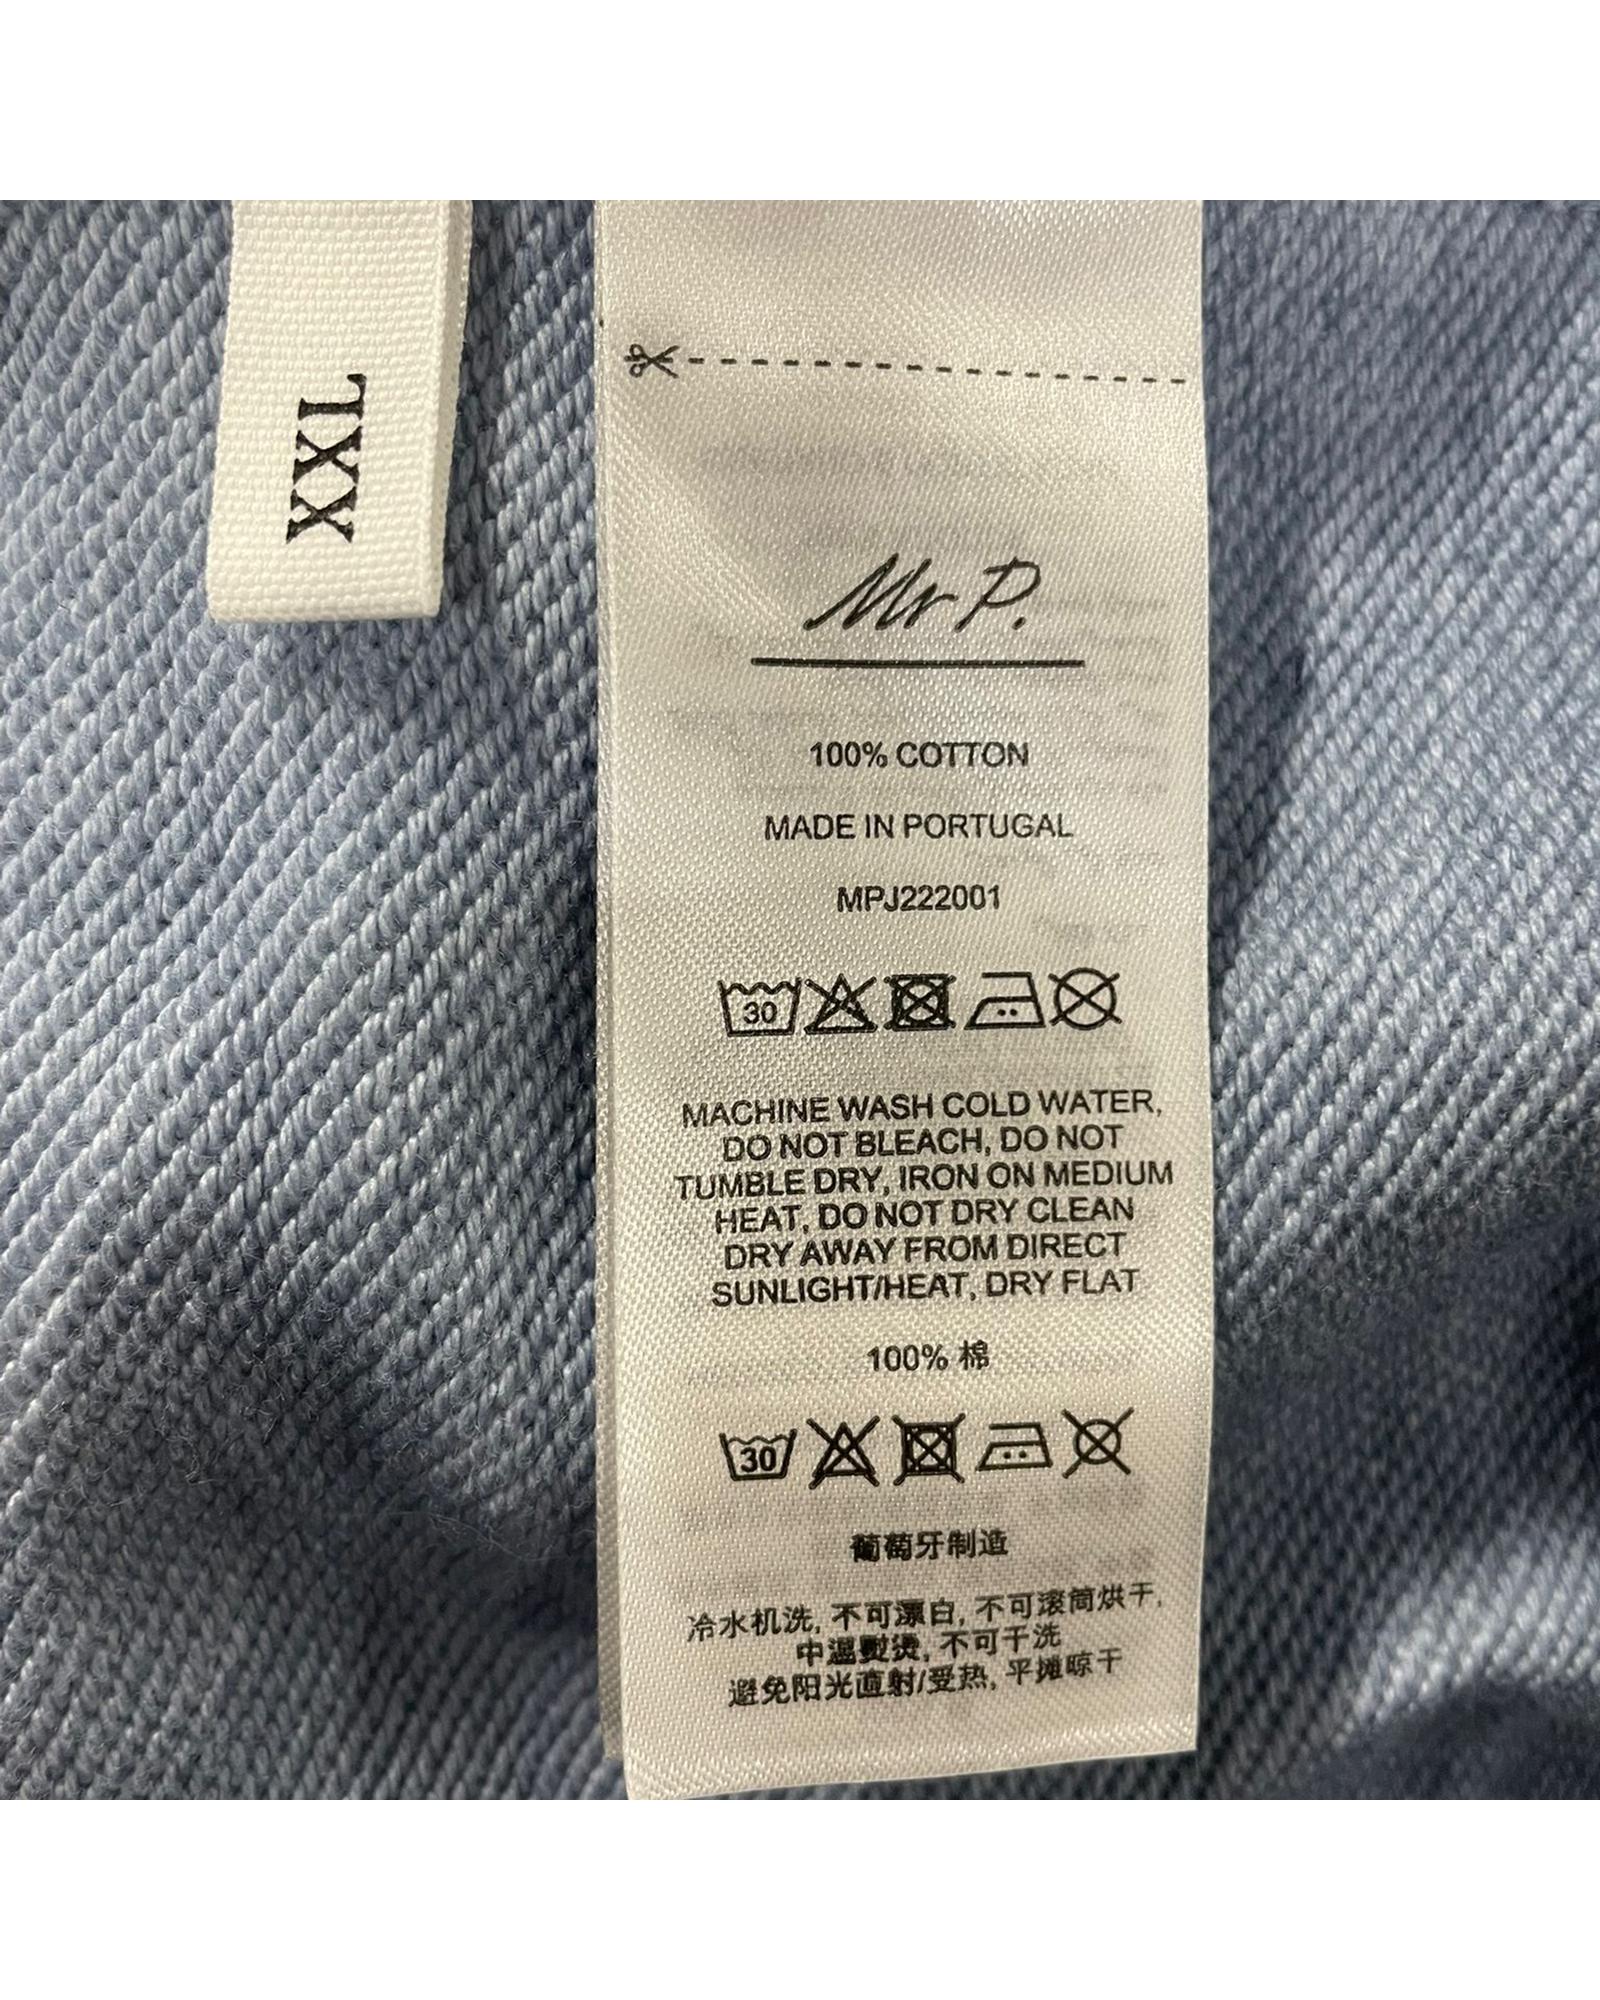 XXL
Mr P.
100% COTTON
MADE IN PORTUGAL
MPJ222001
30
MACHINE WASH COLD WATER,
DO NOT BLEACH, DO NOT
TUMBLE DRY, IRON ON MEDIUM
HEAT, DO NOT DRY CLEAN
DRY AWAY FROM DIRECT
SUNLIGHT/HEAT, DRY FLAT
100% 棉
30
葡萄牙制造
冷水机洗, 不可漂白, 不可滚筒烘干,
中温熨烫, 不可干洗
避免阳光直射/受热, 平摊晾干